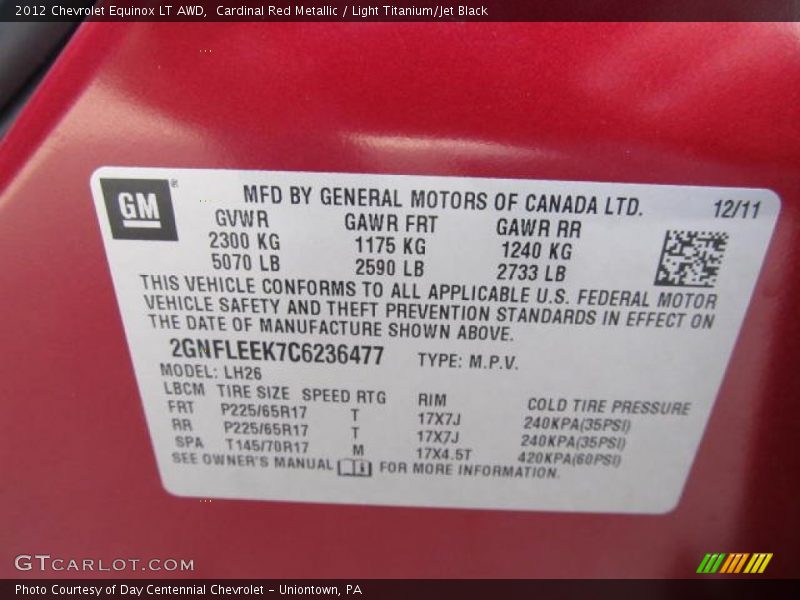 2012 Chevrolet Equinox LT AWD,  Cardinal Red Metallic / Light Titanium/Jet Black
GM®
MFD BY GENERAL MOTORS OF CANADA LTD. 12/11
GVWR GAWR FRT GAWR RR
2300 KG 1175 KG 1240 KG
5070 LB 2590 LB 2733 LB
THIS VEHICLE CONFORMS TO ALL APPLICABLE U.S. FEDERAL MOTOR
VEHICLE SAFETY AND THEFT PREVENTION STANDARDS IN EFFECT ON
THE DATE OF MANUFACTURE SHOWN ABOVE.
2GNFLEEK7C6236477 TYPE: M.P.V.
MODEL: LH26
LBCM TIRE SIZE SPEED RTG RIM COLD TIRE PRESSURE
FRT P225/65R17 T 17X7J 240KPA(35PSI)
RR P225/65R17 T 17X7J 240KPA(35PSI)
SPA T145/70R17 M 17X4.5T 420KPA(60PSI)
SEE OWNER'S MANUAL FOR MORE INFORMATION.
GTCARLOT.COM
Photo Courtesy of Day Centennial Chevrolet – Uniontown, PA